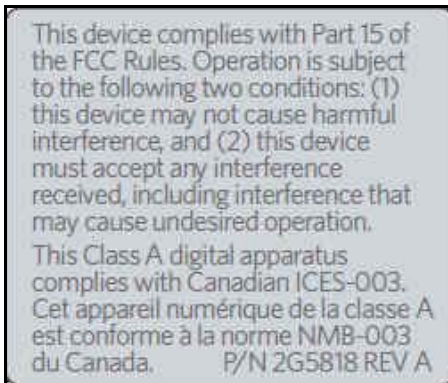 This device complies with Part 15 of
the FCC Rules. Operation is subject
to the following two conditions: (1)
this device may not cause harmful
interference, and (2) this device
must accept any interference
received, including interference that
may cause undesired operation.
This Class A digital apparatus
complies with Canadian ICES-003.
Cet appareil numérique de la classe A
est conforme à la norme NMB-003
du Canada. P/N 2G5818 REV A